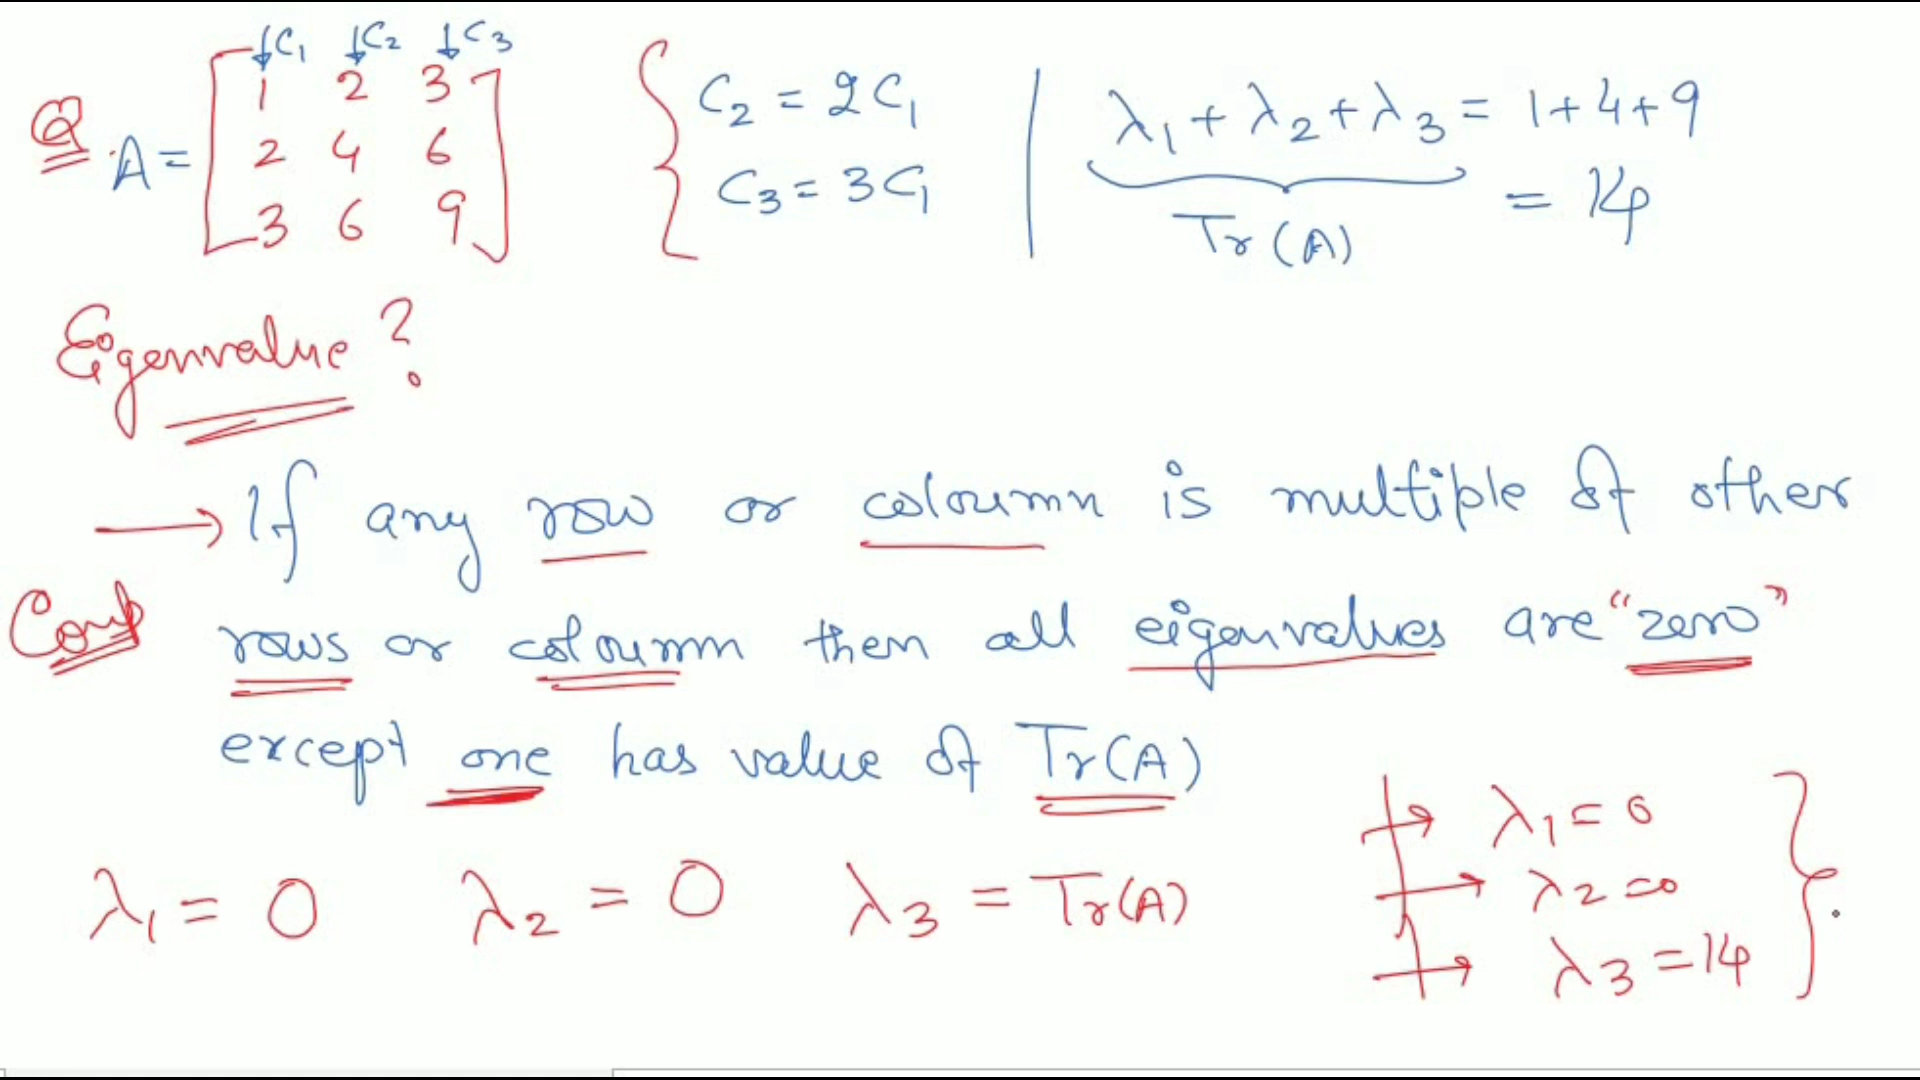 ↓C₁ ↓C₂ ↓C₃
Q A = [1 2 3
2 4 6
3 6 9]
{ C₂ = 2C₁
C₃ = 3C₁
| λ₁ + λ₂ + λ₃ = 1 + 4 + 9
Tr(A) = 14
Eigenvalue ?
→ If any row or coloumn is multiple of other
rows or coloumn then all eigenvalues are "zero"
except one has value of Tr(A)
λ₁ = 0 λ₂ = 0 λ₃ = Tr(A)
→ λ₁ = 0
→ λ₂ = 0
→ λ₃ = 14 }